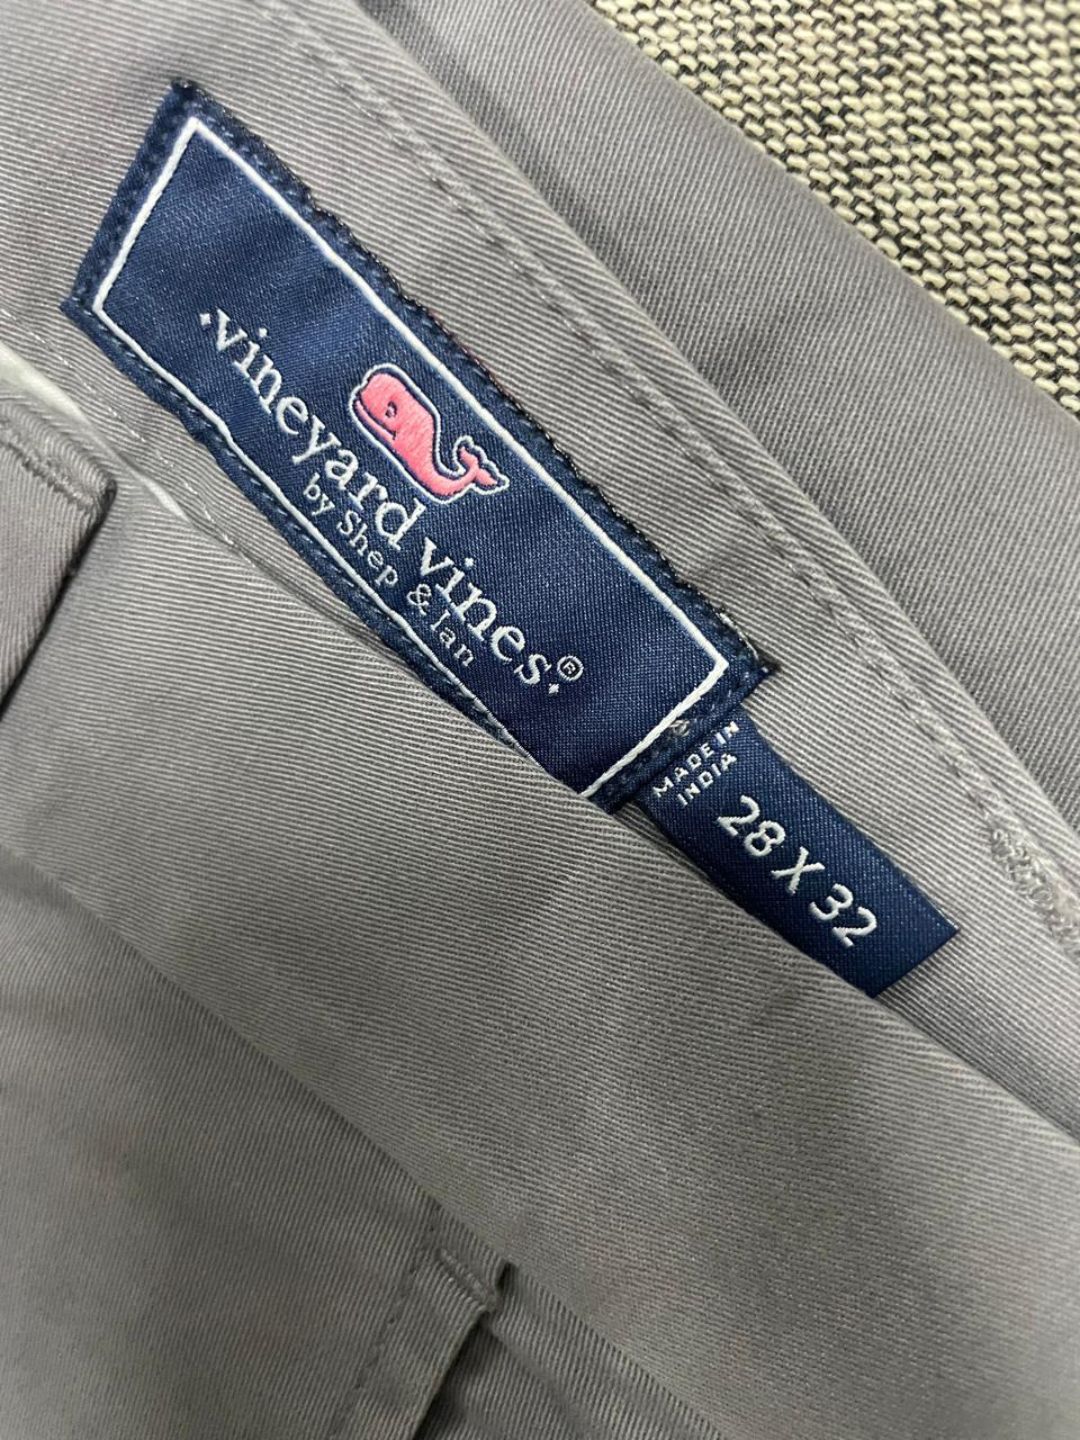 ·vineyard vines.®
by Shep & Ian
MADE IN
INDIA
28 X 32